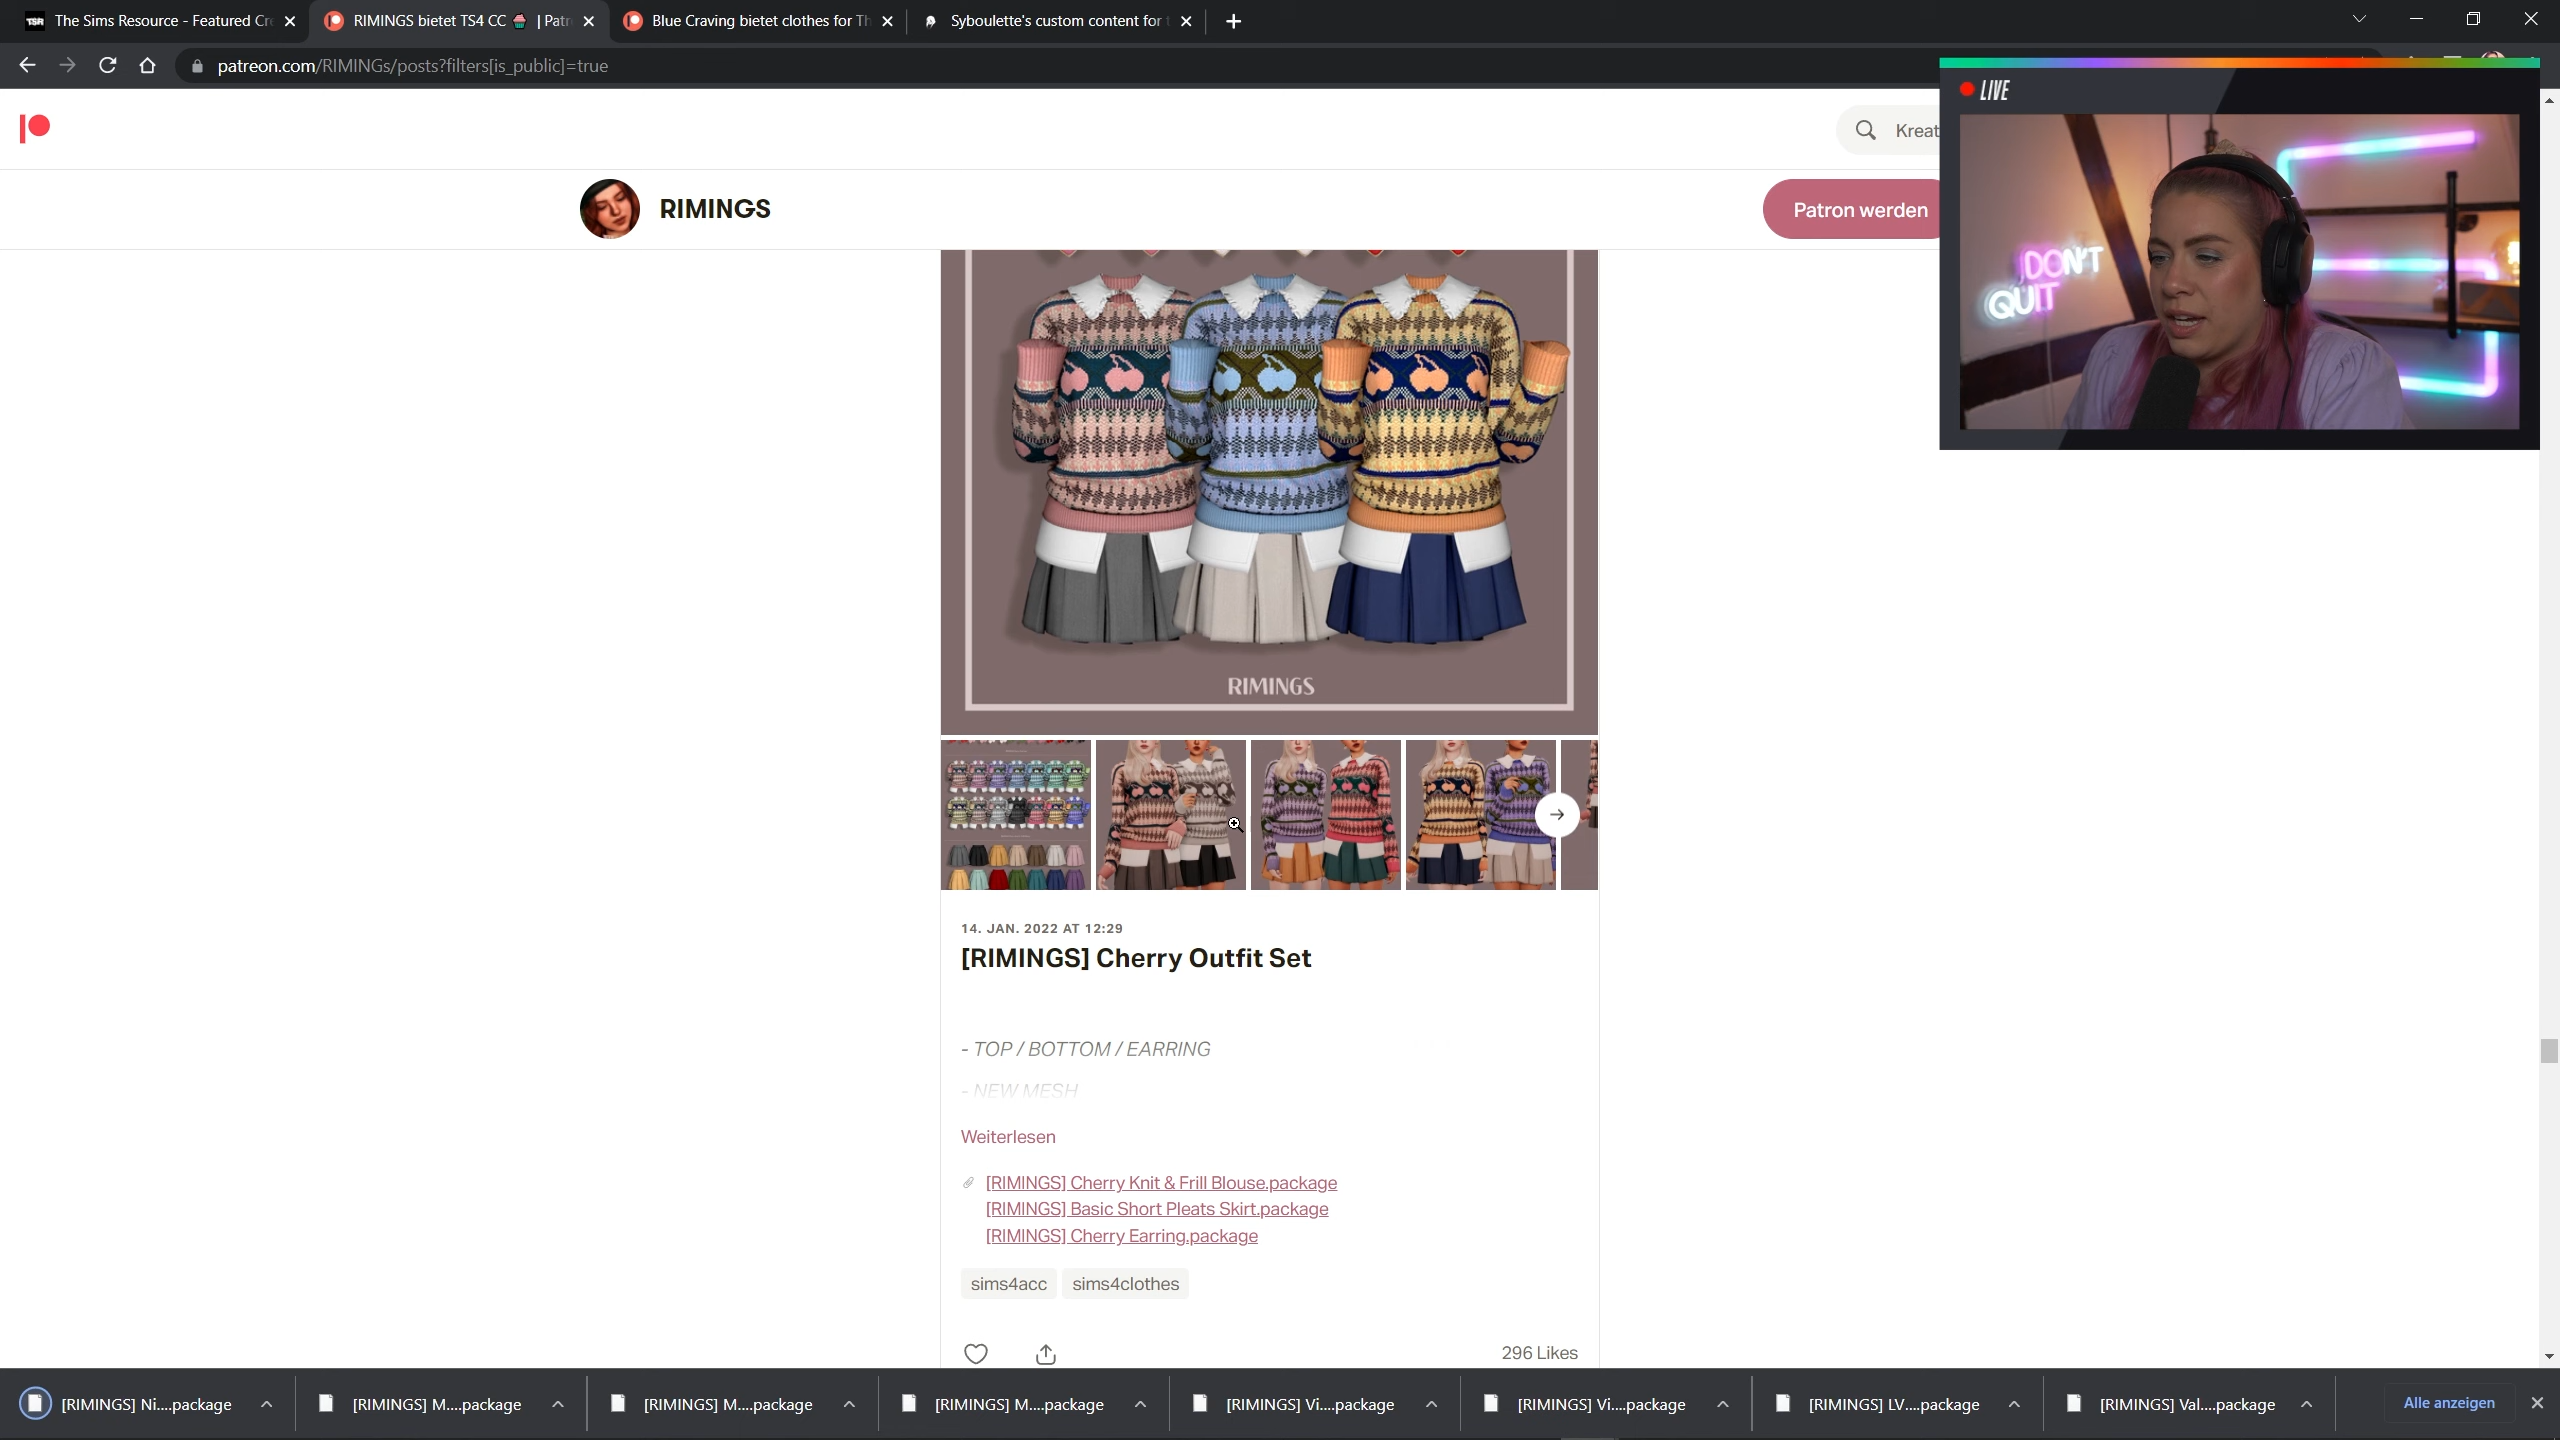 The Sims Resource - Featured Cre
RIMINGS bietet TS4 CC 🧁 | Patr
Blue Craving bietet clothes for Th
Syboulette's custom content for t
patreon.com/RIMINGs/posts?filters[is_public]=true
LIVE
Kreat
RIMINGS
Patron werden
DON'T
QUIT
RIMINGS
14. JAN. 2022 AT 12:29
[RIMINGS] Cherry Outfit Set
- TOP / BOTTOM / EARRING
- NEW MESH
Weiterlesen
[RIMINGS] Cherry Knit & Frill Blouse.package
[RIMINGS] Basic Short Pleats Skirt.package
[RIMINGS] Cherry Earring.package
sims4acc
sims4clothes
296 Likes
[RIMINGS] Ni....package
[RIMINGS] M....package
[RIMINGS] M....package
[RIMINGS] M....package
[RIMINGS] Vi....package
[RIMINGS] Vi....package
[RIMINGS] LV....package
[RIMINGS] Val....package
Alle anzeigen